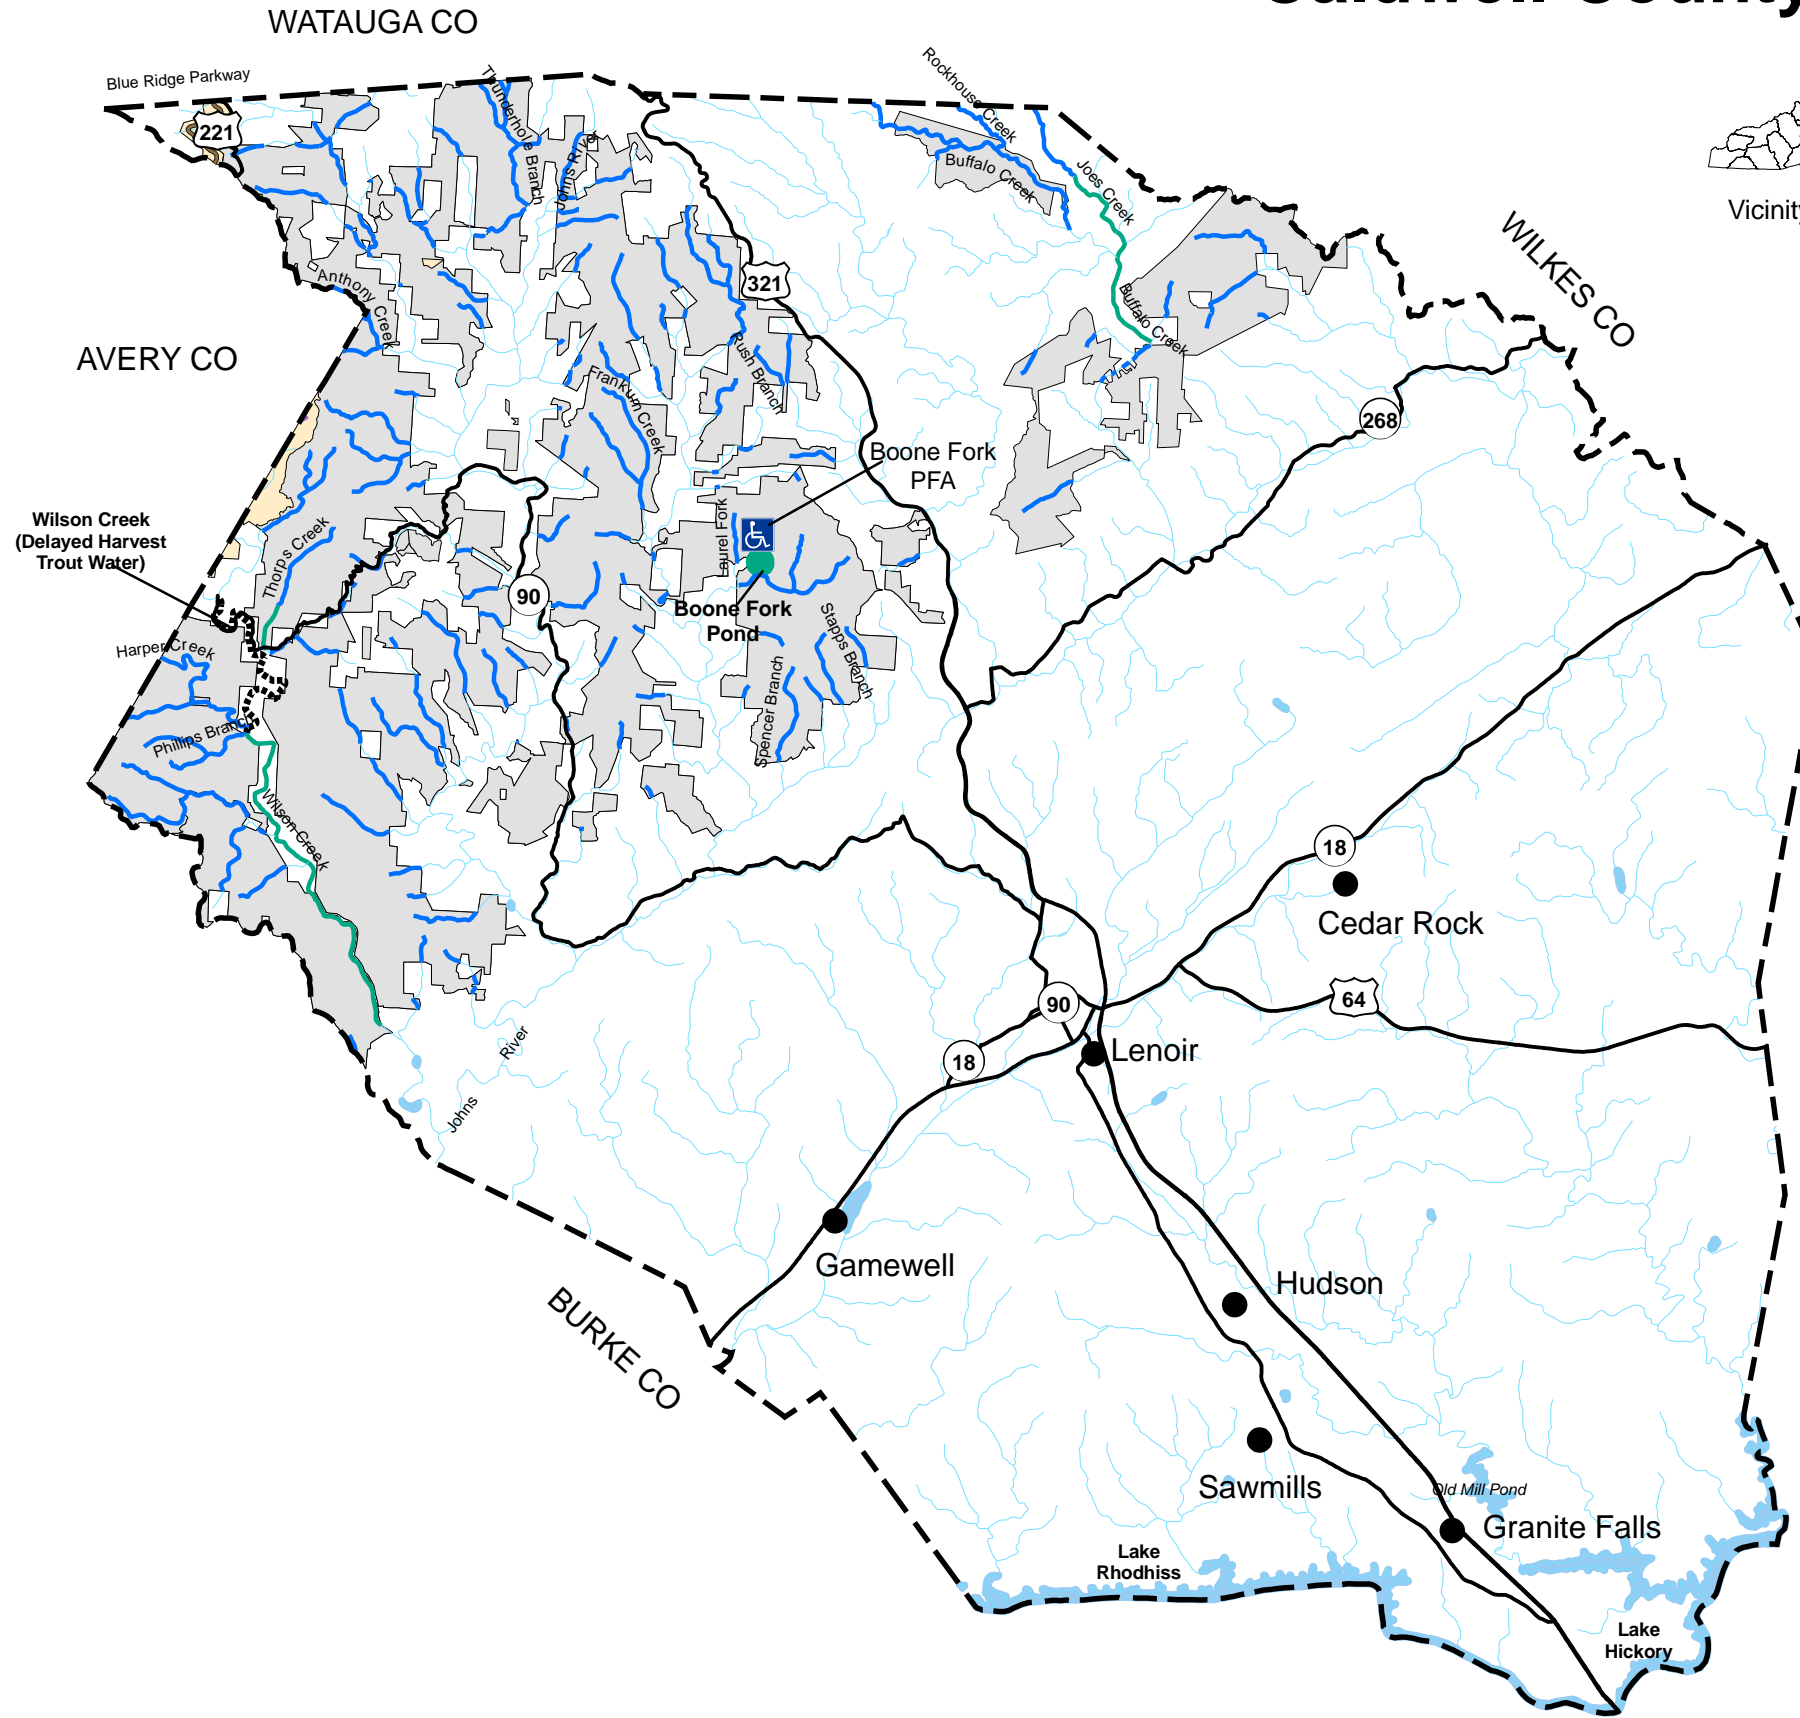 Caldwell County
WATAUGA CO
Blue Ridge Parkway
221
Thunderhole Branch
Johns River
Rockhouse Creek
Buffalo Creek
Joes Creek
Vicinity
WILKES CO
Anthony Creek
321
Buffalo Creek
AVERY CO
Rush Branch
Frankum Creek
268
Boone Fork
PFA
Wilson Creek
(Delayed Harvest
Trout Water)
Thorps Creek
Laurel Fork
90
Boone Fork
Pond
Stapps Branch
Harper Creek
Spencer Branch
Phillips Branch
Wilson Creek
18
Cedar Rock
64
90
18
Lenoir
River
Johns
Gamewell
Hudson
BURKE CO
Sawmills
Old Mill Pond
Granite Falls
Lake
Rhodhiss
Lake
Hickory